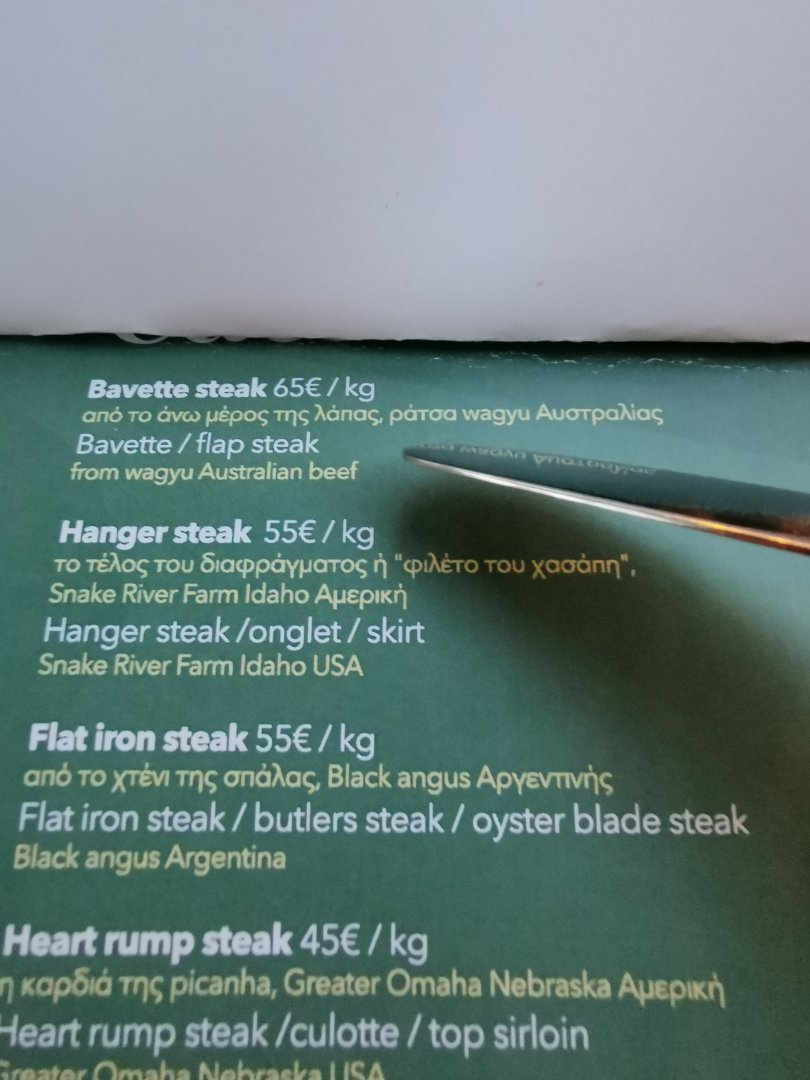 Bavette steak 65€ / kg
από το άνω μέρος της λάπας, ράτσα wagyu Αυστραλίας
Bavette / flap steak
from wagyu Australian beef
Hanger steak 55€ / kg
το τέλος του διαφράγματος ή "φιλέτο του χασάπη",
Snake River Farm Idaho Αμερική
Hanger steak /onglet / skirt
Snake River Farm Idaho USA
Flat iron steak 55€ / kg
από το χτένι της σπάλας, Black angus Αργεντινής
Flat iron steak / butlers steak / oyster blade steak
Black angus Argentina
Heart rump steak 45€ / kg
η καρδιά της picanha, Greater Omaha Nebraska Αμερική
Heart rump steak /culotte / top sirloin
Greater Omaha Nebraska USA